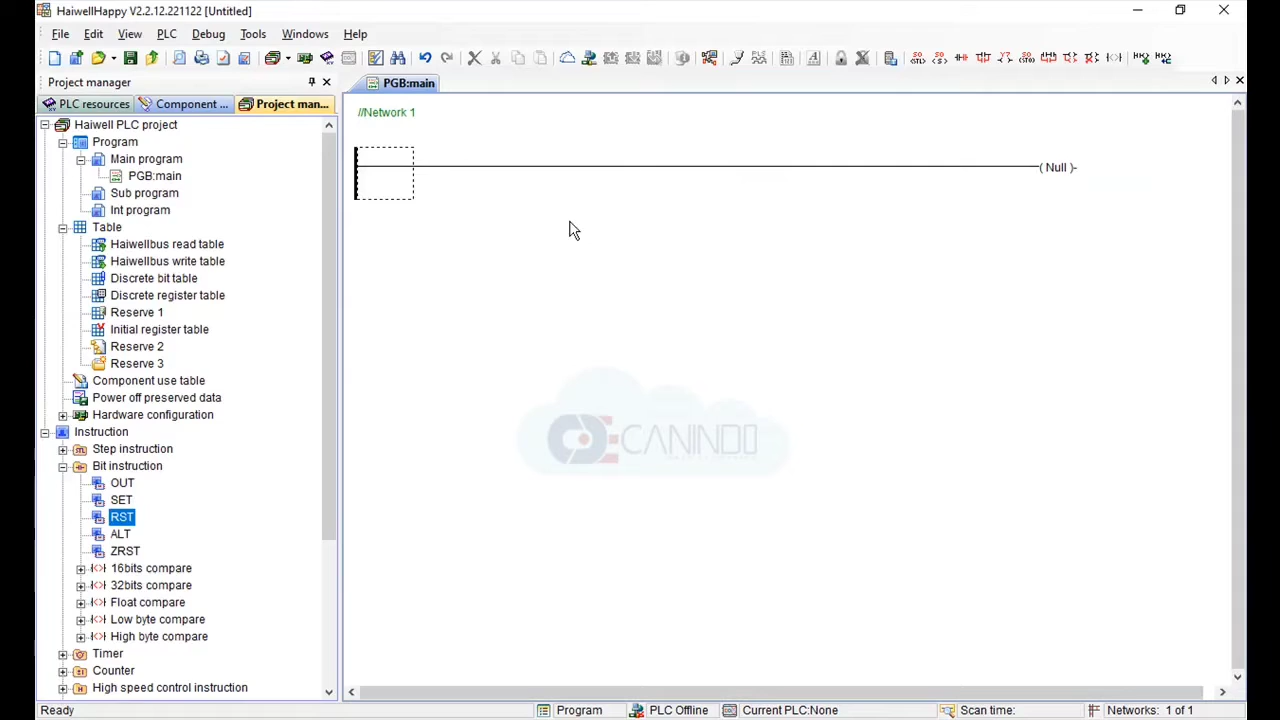 HaiwellHappy V2.2.12.221122 [Untitled]
File Edit View PLC Debug Tools Windows Help
Project manager
PLC resources Component ... Project man...
Haiwell PLC project
Program
Main program
PGB:main
Sub program
Int program
Table
Haiwellbus read table
Haiwellbus write table
Discrete bit table
Discrete register table
Reserve 1
Initial register table
Reserve 2
Reserve 3
Component use table
Power off preserved data
Hardware configuration
Instruction
Step instruction
Bit instruction
OUT
SET
RST
ALT
ZRST
16bits compare
32bits compare
Float compare
Low byte compare
High byte compare
Timer
Counter
High speed control instruction
PGB:main
//Network 1
( Null )-
CANINDO
Ready
Program
PLC Offline
Current PLC:None
Scan time:
Networks: 1 of 1